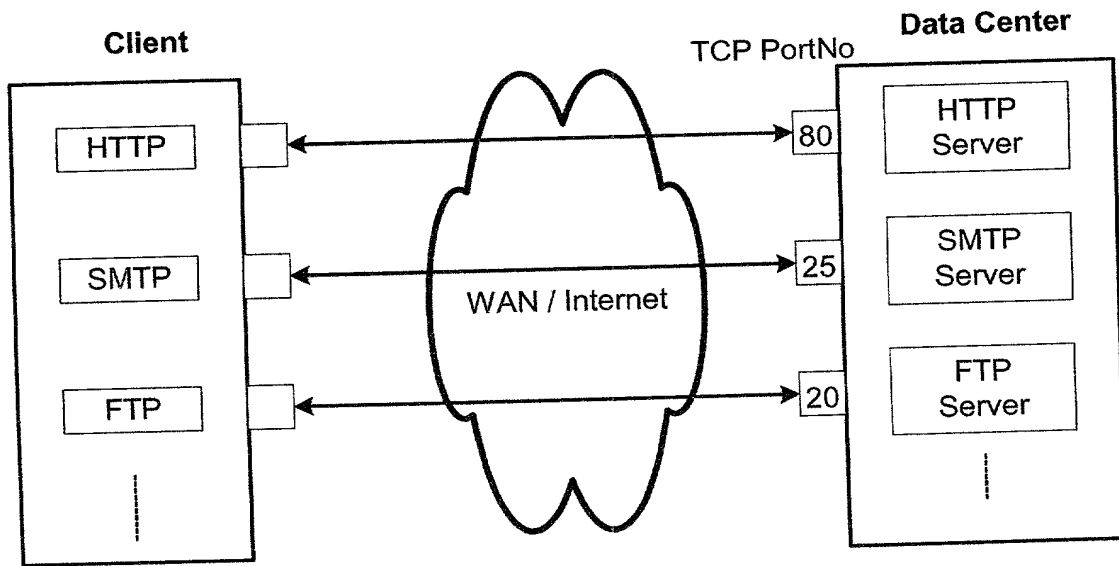 Client
TCP PortNo
Data Center
HTTP
80
HTTP
Server
SMTP
25
SMTP
Server
WAN / Internet
FTP
20
FTP
Server